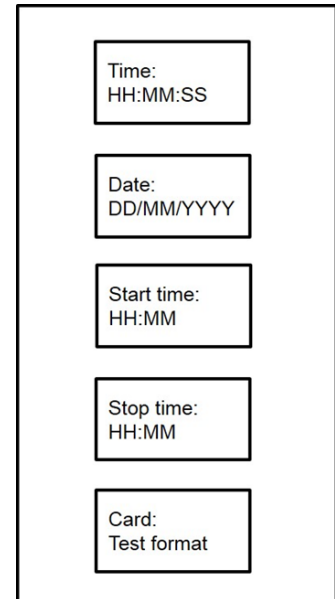 Time:
HH:MM:SS
Date:
DD/MM/YYYY
Start time:
HH:MM
Stop time:
HH:MM
Card:
Test format